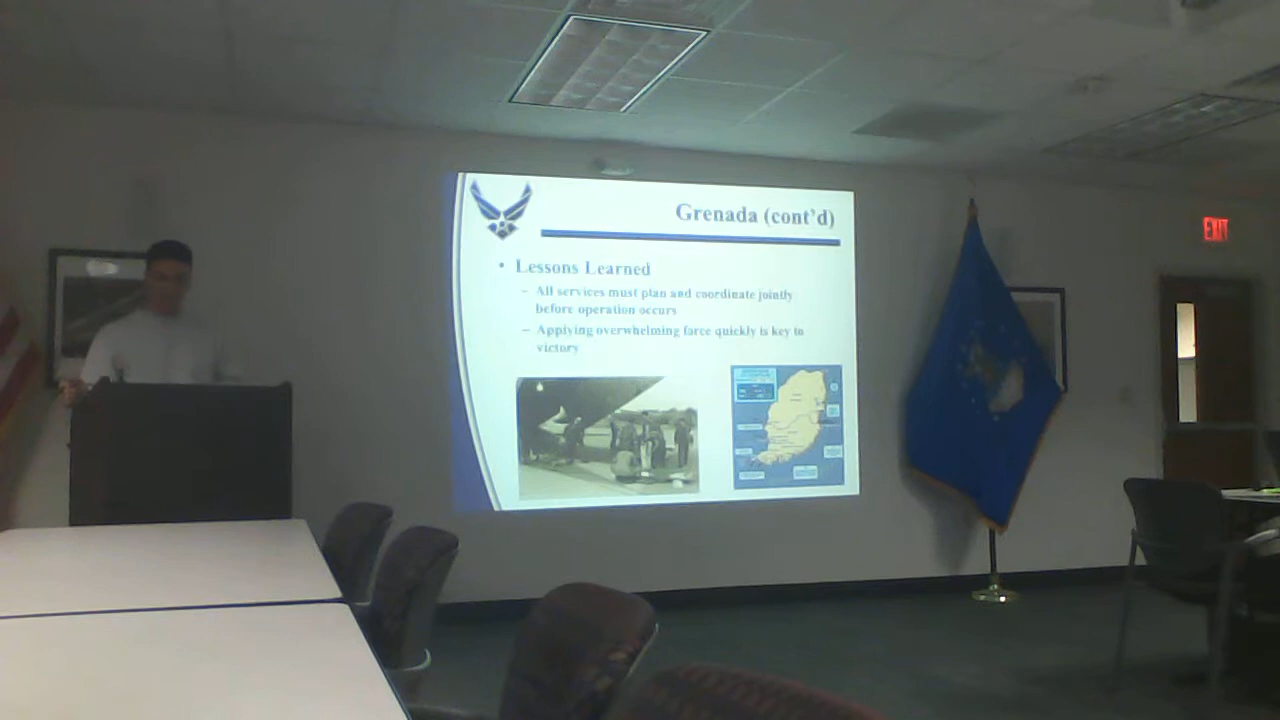 Grenada (cont'd)
• Lessons Learned
– All services must plan and coordinate jointly
before operation occurs
– Applying overwhelming force quickly is key to
victory
EXIT